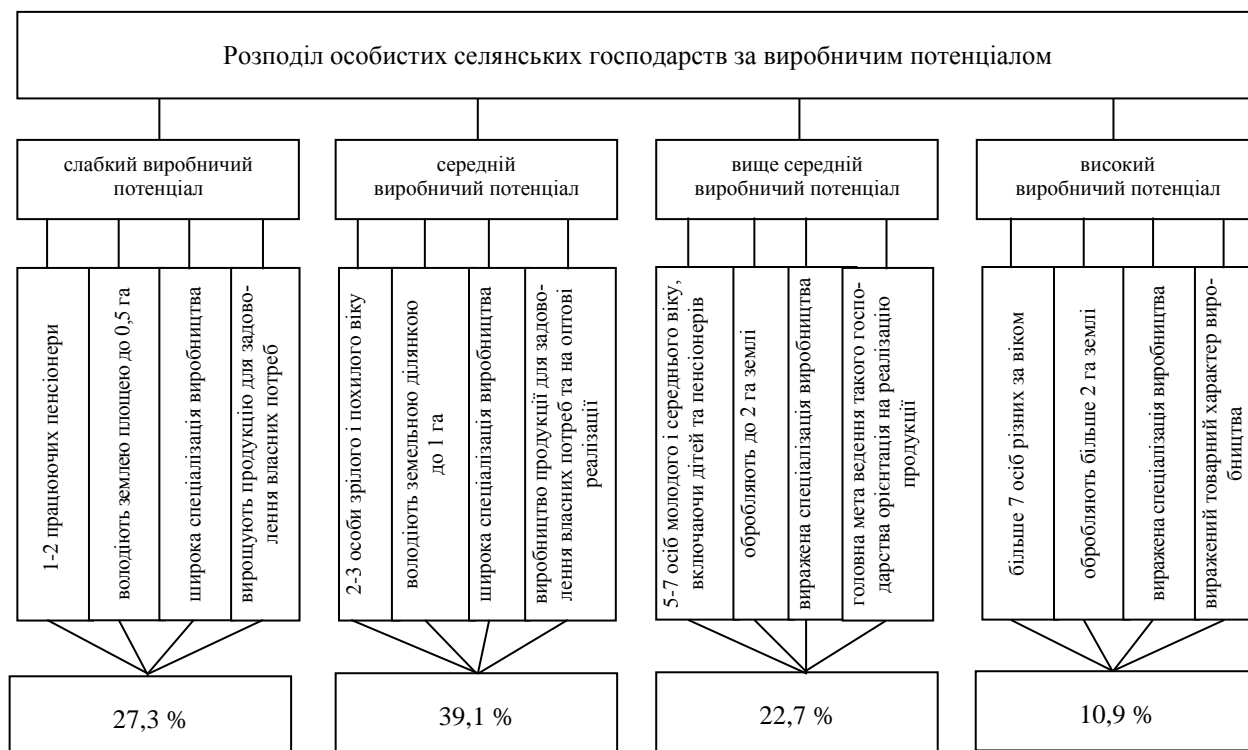 Розподіл особистих селянських господарств за виробничим потенціалом
слабкий виробничий
потенціал
середній
виробничий потенціал
вище середній
виробничий потенціал
високий
виробничий потенціал
1-2 працюючих пенсіонери
володіють землею площею до 0,5 га
широка спеціалізація виробництва
вирощують продукцію для задово-
лення власних потреб
2-3 особи зрілого і похилого віку
володіють земельною ділянкою
до 1 га
широка спеціалізація виробництва
виробництво продукції для задово-
лення власних потреб та на оптові
реалізації
5-7 осіб молодого і середнього віку,
включаючи дітей та пенсіонерів
обробляють до 2 га землі
виражена спеціалізація виробництва
головна мета ведення такого госпо-
дарства орієнтація на реалізацію
продукції
більше 7 осіб різних за віком
обробляють більше 2 га землі
виражена спеціалізація виробництва
виражений товарний характер виро-
бництва
27,3 %
39,1 %
22,7 %
10,9 %